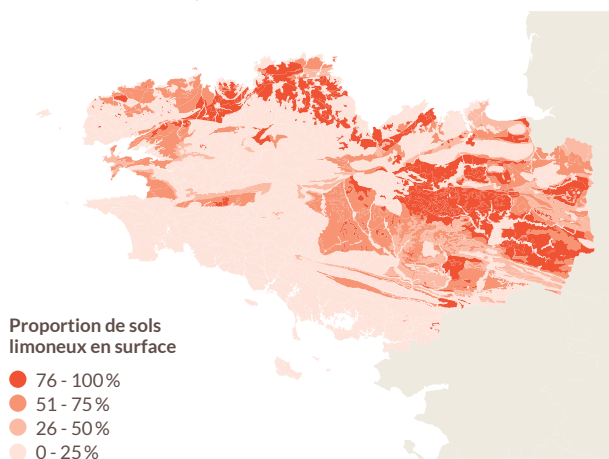 Proportion de sols
limoneux en surface
76 - 100 %
51 - 75 %
26 - 50 %
0 - 25 %